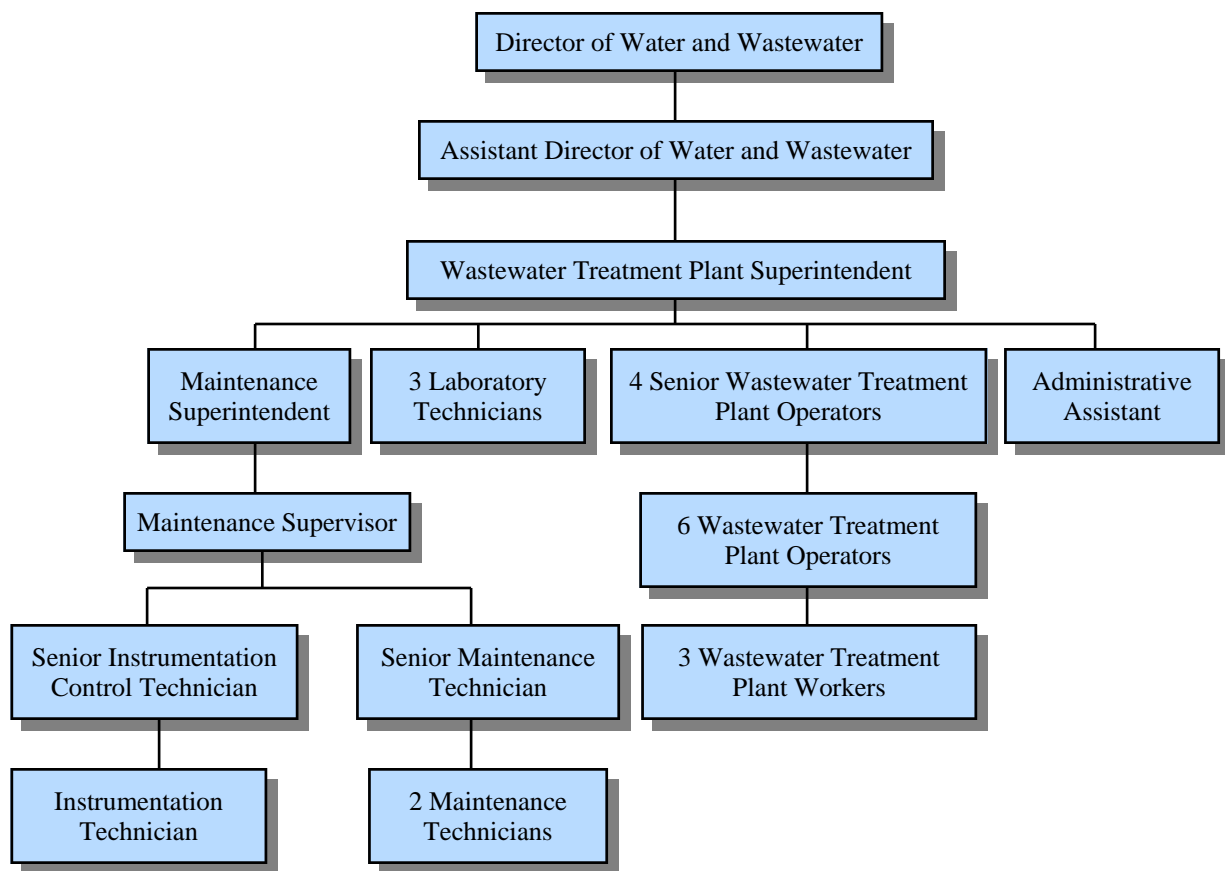 Director of Water and Wastewater
Assistant Director of Water and Wastewater
Wastewater Treatment Plant Superintendent
Maintenance
Superintendent
3 Laboratory
Technicians
4 Senior Wastewater Treatment
Plant Operators
Administrative
Assistant
Maintenance Supervisor
6 Wastewater Treatment
Plant Operators
Senior Instrumentation
Control Technician
Senior Maintenance
Technician
3 Wastewater Treatment
Plant Workers
Instrumentation
Technician
2 Maintenance
Technicians